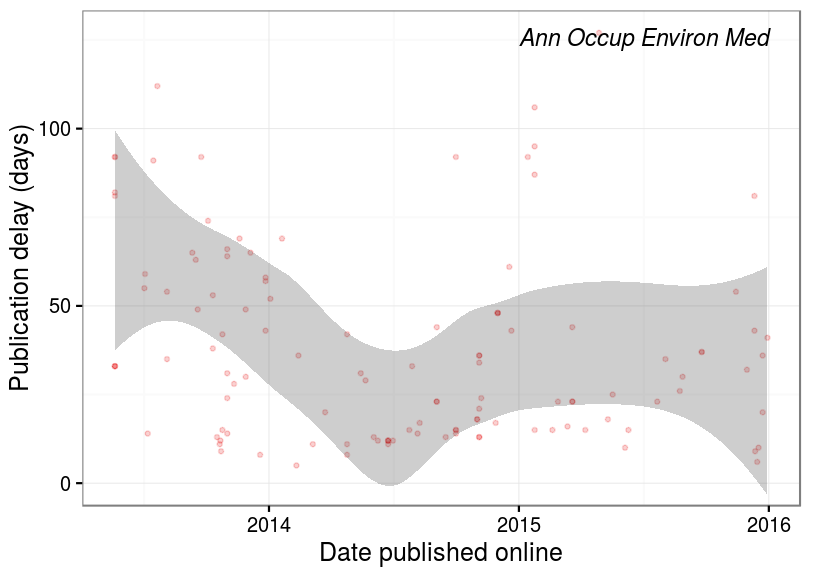 Ann Occup Environ Med
Publication delay (days)
100
50
0
2014
2015
2016
Date published online